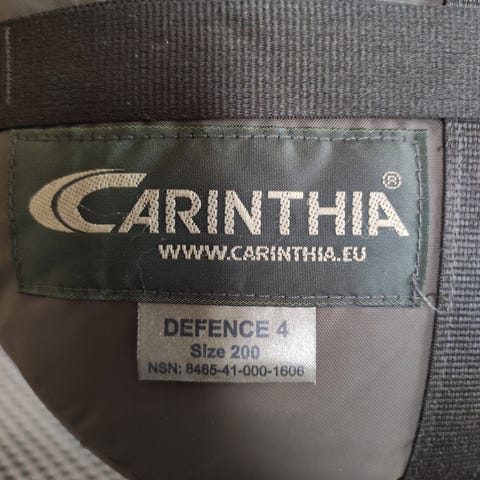 CARINTHIA®
WWW.CARINTHIA.EU
DEFENCE 4
Size 200
NSN: 8465-41-000-1606